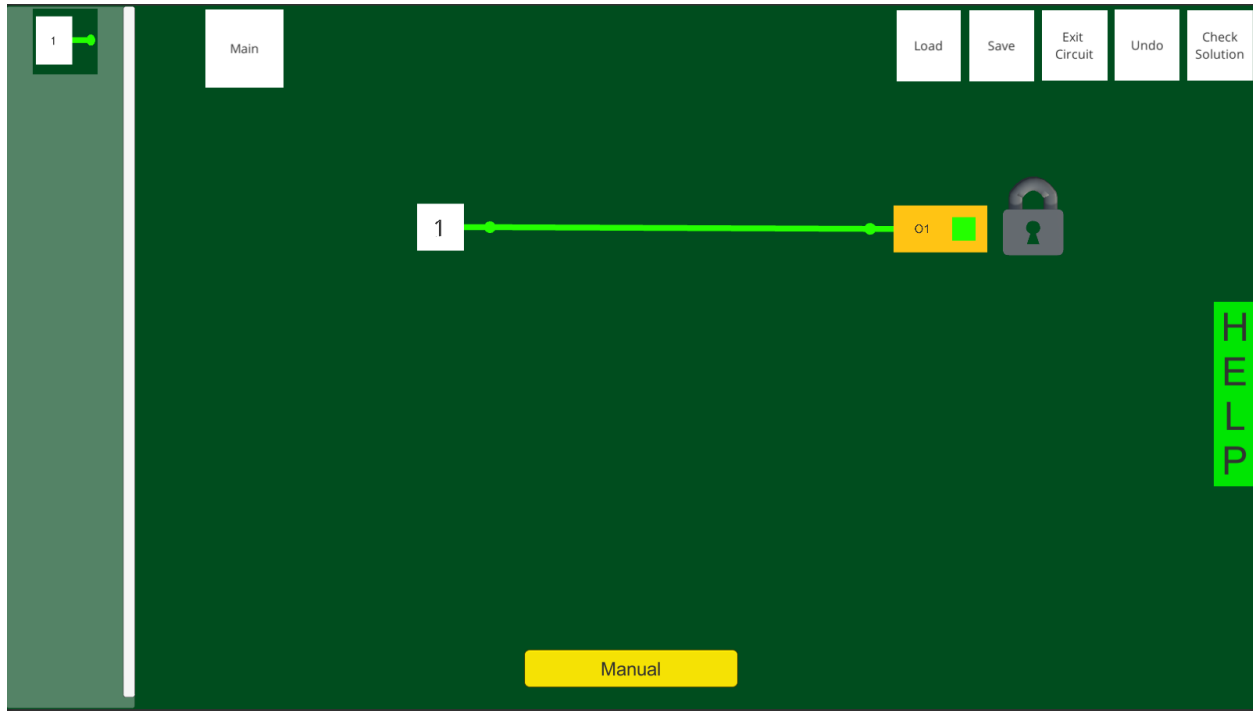 1
Main
Load
Save
Exit
Circuit
Undo
Check
Solution
1
O1
H
E
L
P
Manual